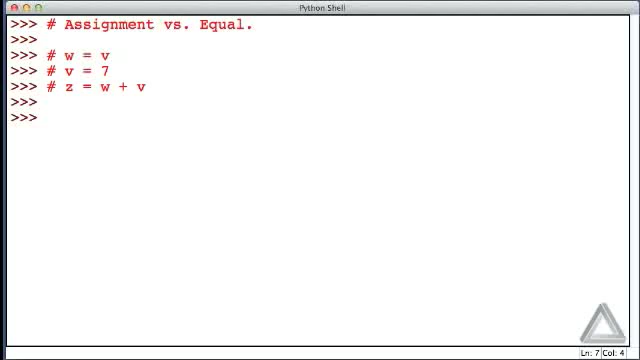 Python Shell
>>> # Assignment vs. Equal.
>>>
>>> # w = v
>>> # v = 7
>>> # z = w + v
>>>
>>>
Ln: 7 Col: 4